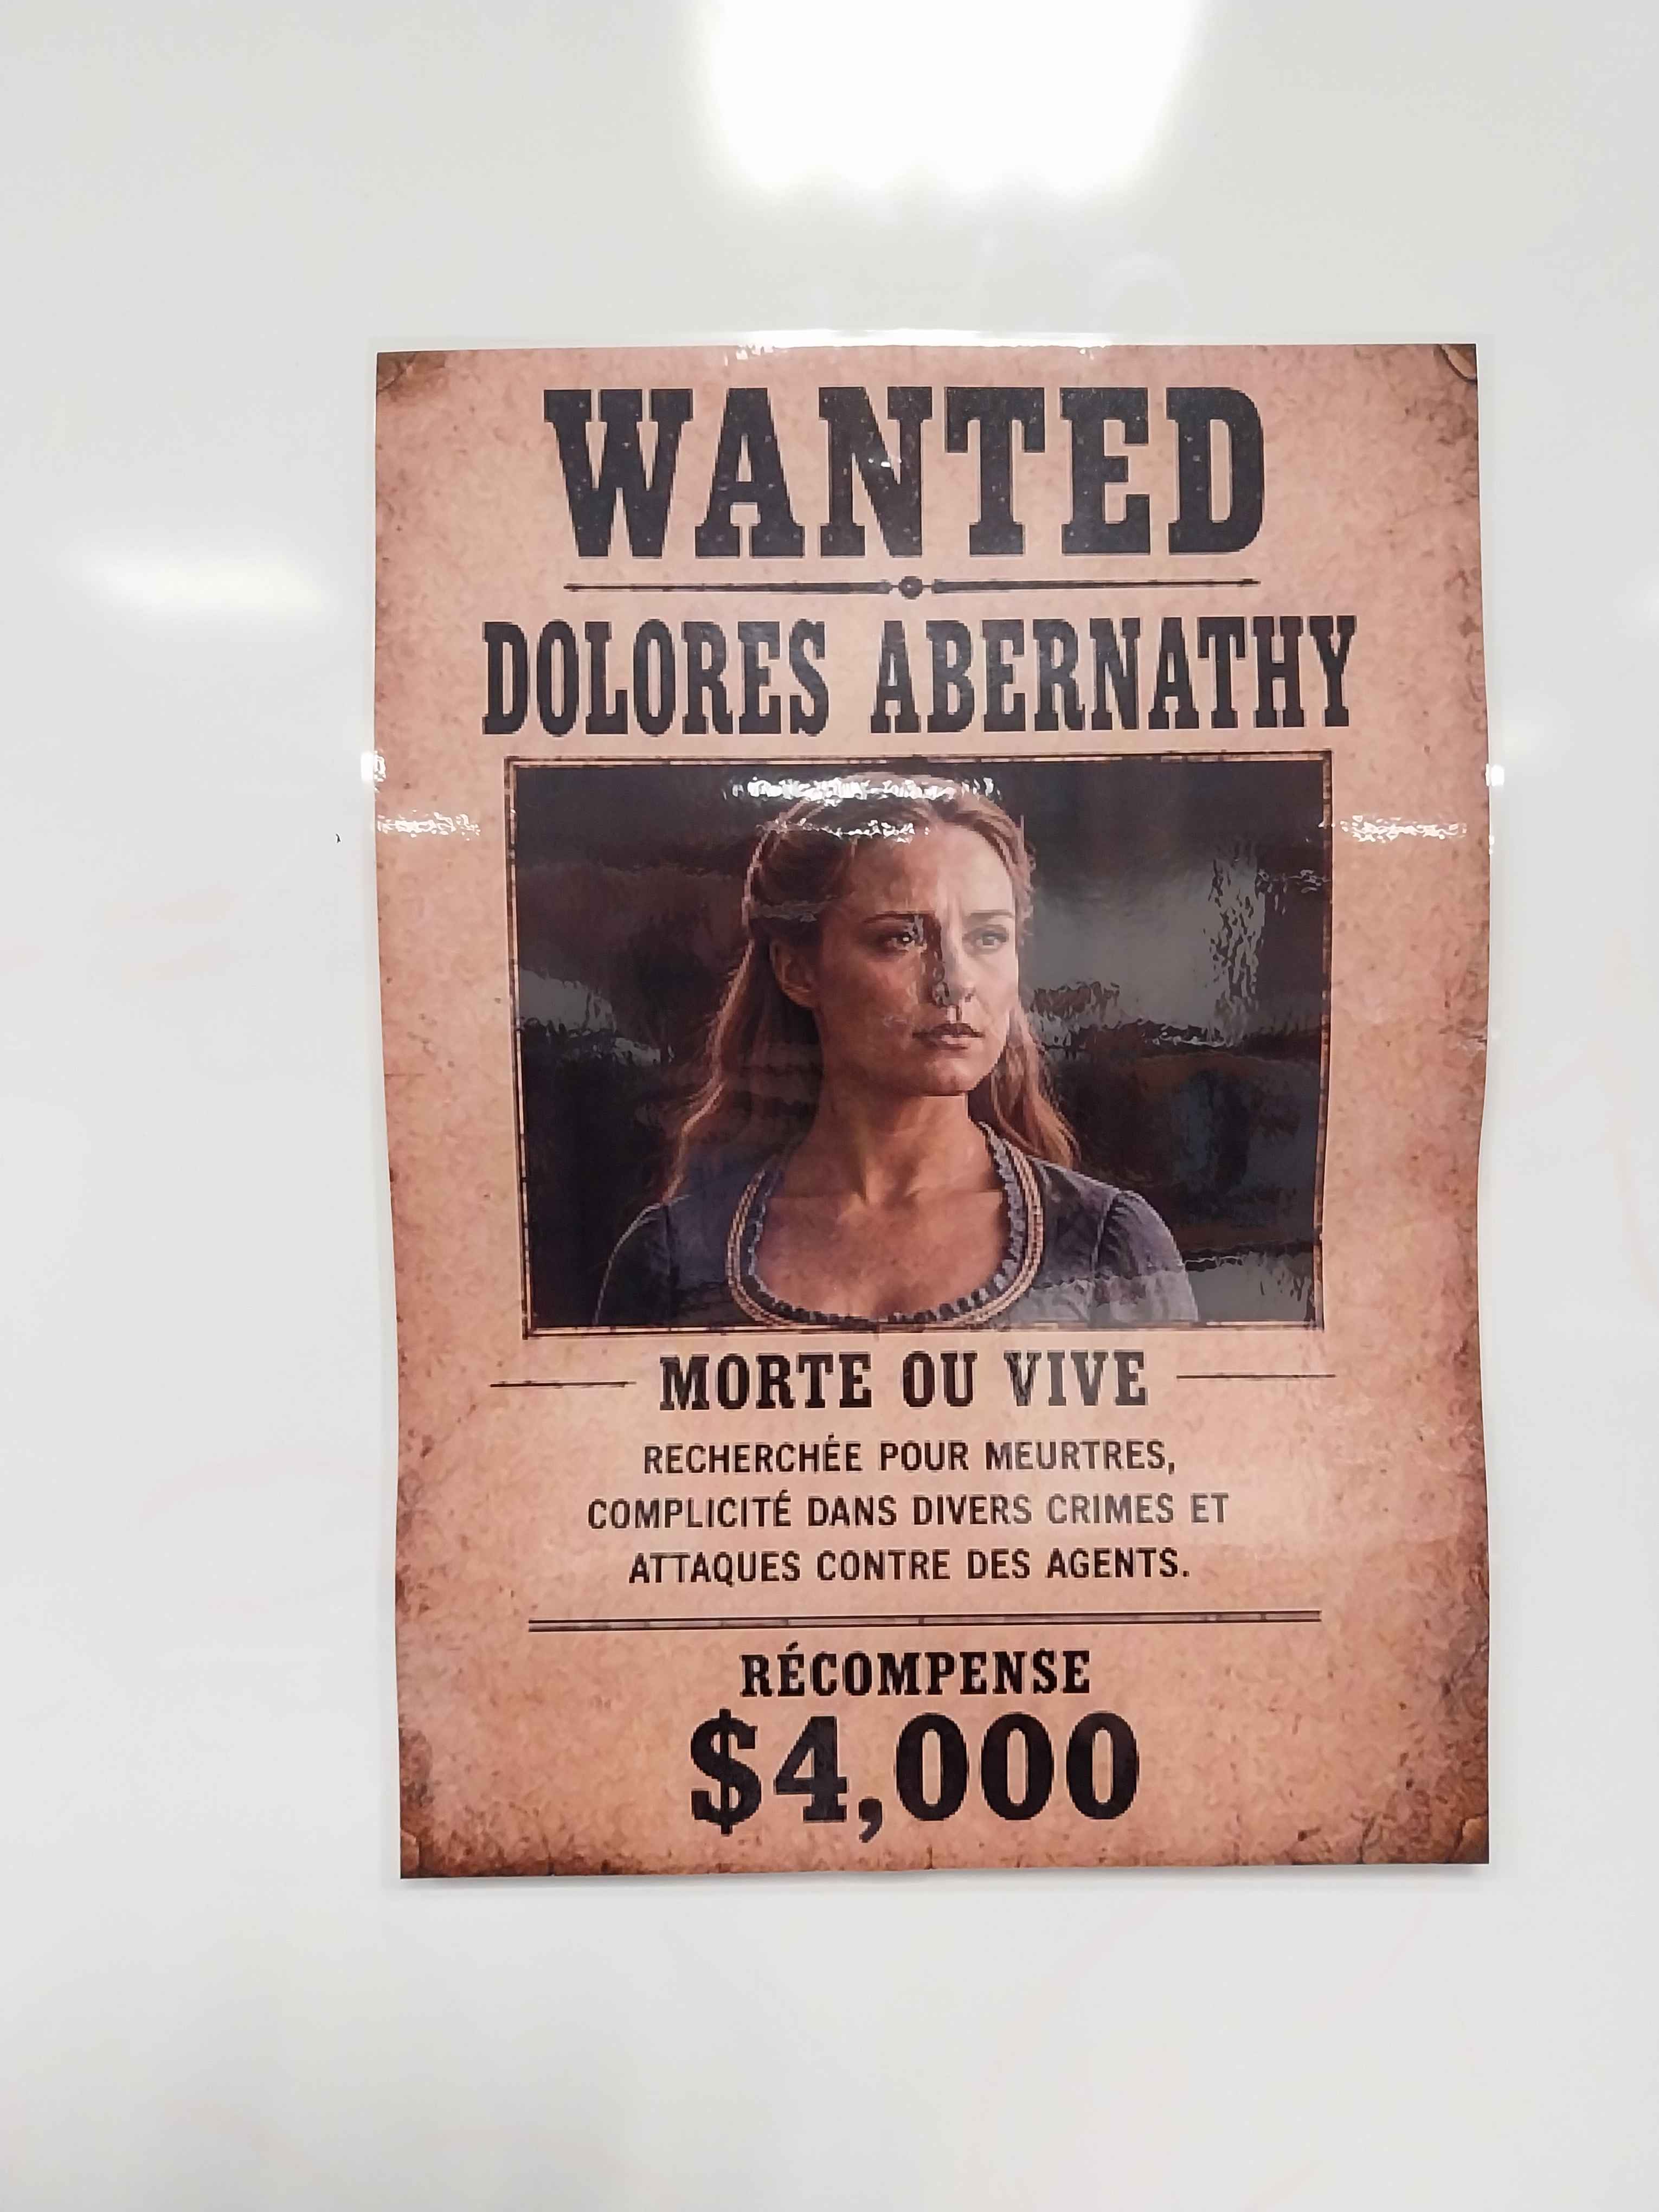 WANTED
DOLORES ABERNATHY
MORTE OU VIVE
RECHERCHÉE POUR MEURTRES,
COMPLICITÉ DANS DIVERS CRIMES ET
ATTAQUES CONTRE DES AGENTS.
RÉCOMPENSE
$4,000